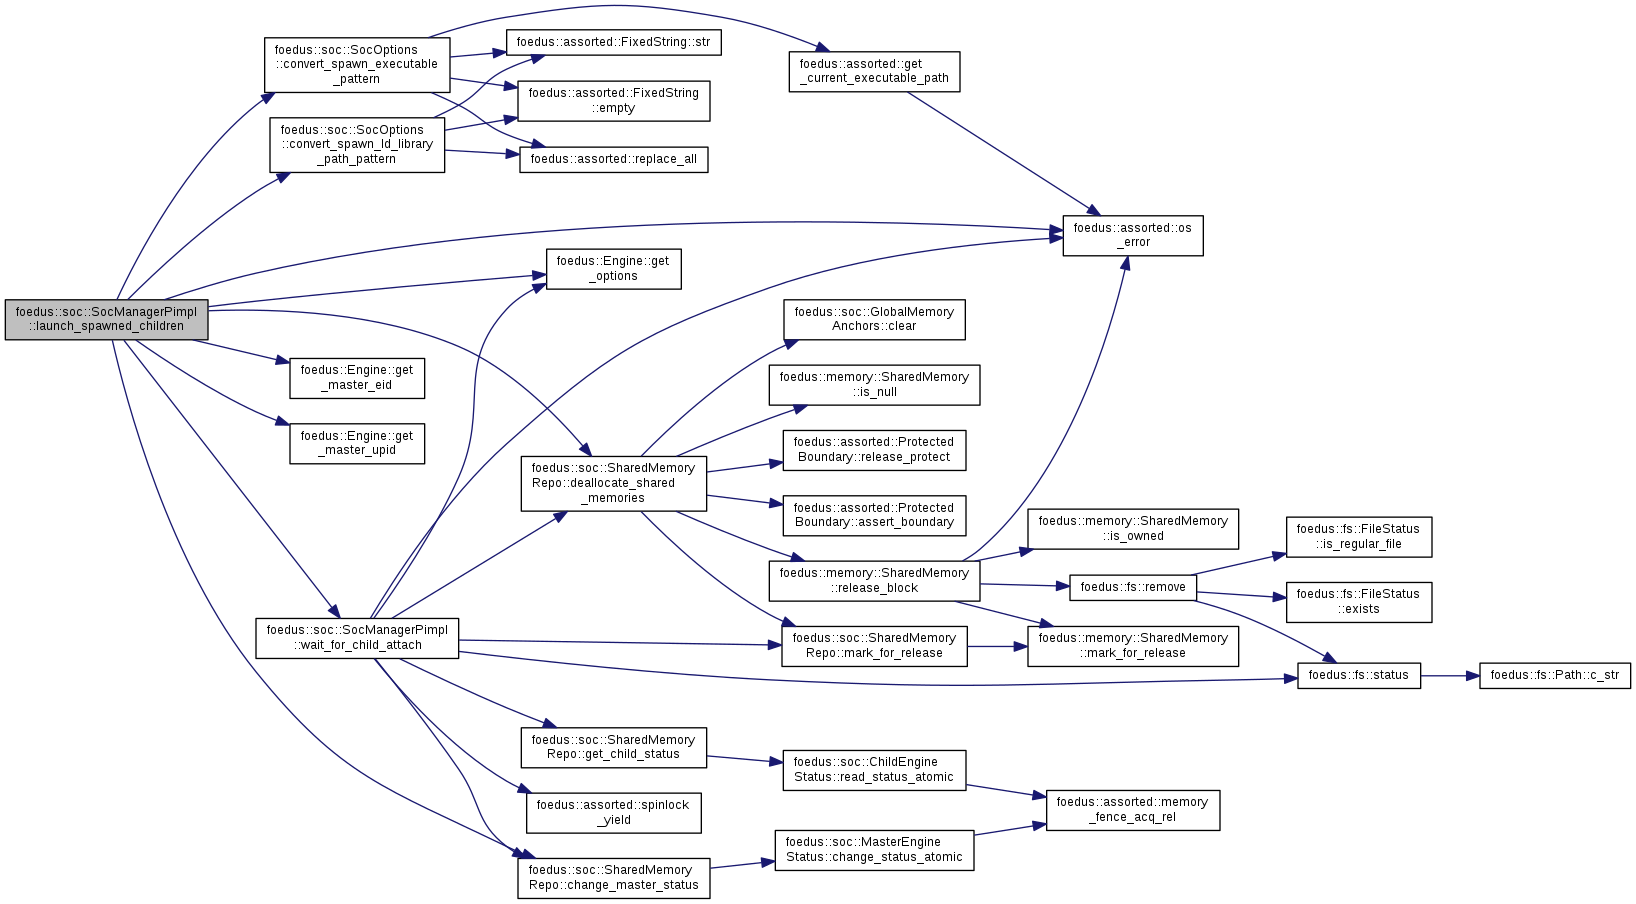 foedus::soc::SocManagerPimpl
::launch_spawned_children
foedus::soc::SocOptions
::convert_spawn_executable
_pattern
foedus::soc::SocOptions
::convert_spawn_ld_library
_path_pattern
foedus::Engine::get
_master_eid
foedus::Engine::get
_master_upid
foedus::soc::SocManagerPimpl
::wait_for_child_attach
foedus::assorted::FixedString::str
foedus::assorted::FixedString
::empty
foedus::assorted::replace_all
foedus::Engine::get
_options
foedus::soc::SharedMemory
Repo::deallocate_shared
_memories
foedus::soc::SharedMemory
Repo::get_child_status
foedus::assorted::spinlock
_yield
foedus::soc::SharedMemory
Repo::change_master_status
foedus::assorted::get
_current_executable_path
foedus::soc::GlobalMemory
Anchors::clear
foedus::memory::SharedMemory
::is_null
foedus::assorted::Protected
Boundary::release_protect
foedus::assorted::Protected
Boundary::assert_boundary
foedus::memory::SharedMemory
::release_block
foedus::soc::SharedMemory
Repo::mark_for_release
foedus::soc::ChildEngine
Status::read_status_atomic
foedus::soc::MasterEngine
Status::change_status_atomic
foedus::assorted::os
_error
foedus::memory::SharedMemory
::is_owned
foedus::fs::remove
foedus::memory::SharedMemory
::mark_for_release
foedus::assorted::memory
_fence_acq_rel
foedus::fs::FileStatus
::is_regular_file
foedus::fs::FileStatus
::exists
foedus::fs::status
foedus::fs::Path::c_str